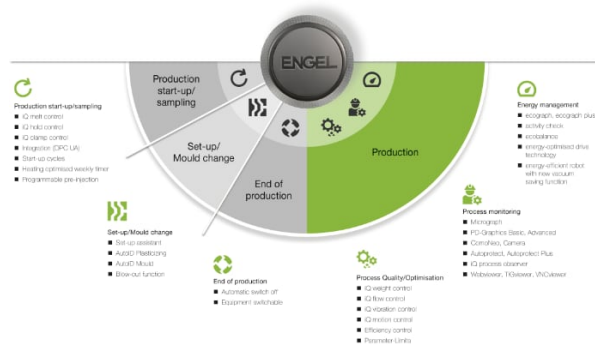 ENGEL
Production
start-up/
sampling
Set-up/
Mould change
End of
production
Production
Production start-up/sampling
iQ melt control
iQ hold control
iQ clamp control
Integration (OPC UA)
Start-up cycles
Heating optimised weekly timer
Programmable pre-injection
Set-up/Mould change
Set-up assistant
AutoID Plasticising
AutoID Mould
Blow-out function
End of production
Automatic switch off
Equipment switchable
Process Quality/Optimisation
iQ weight control
iQ flow control
iQ vibration control
iQ motion control
Efficiency control
Parameter Limits
Energy management
ecograph, ecograph plus
activity check
ecobalance
energy-optimised drive
technology
energy-efficient robot
with new vacuum
saving function
Process monitoring
Micrograph
PD-Graphics Basic, Advanced
Camera
Autoprotect, Autoprotect Plus
iQ process observer
Webviewer, TIGviewer, VNCviewer